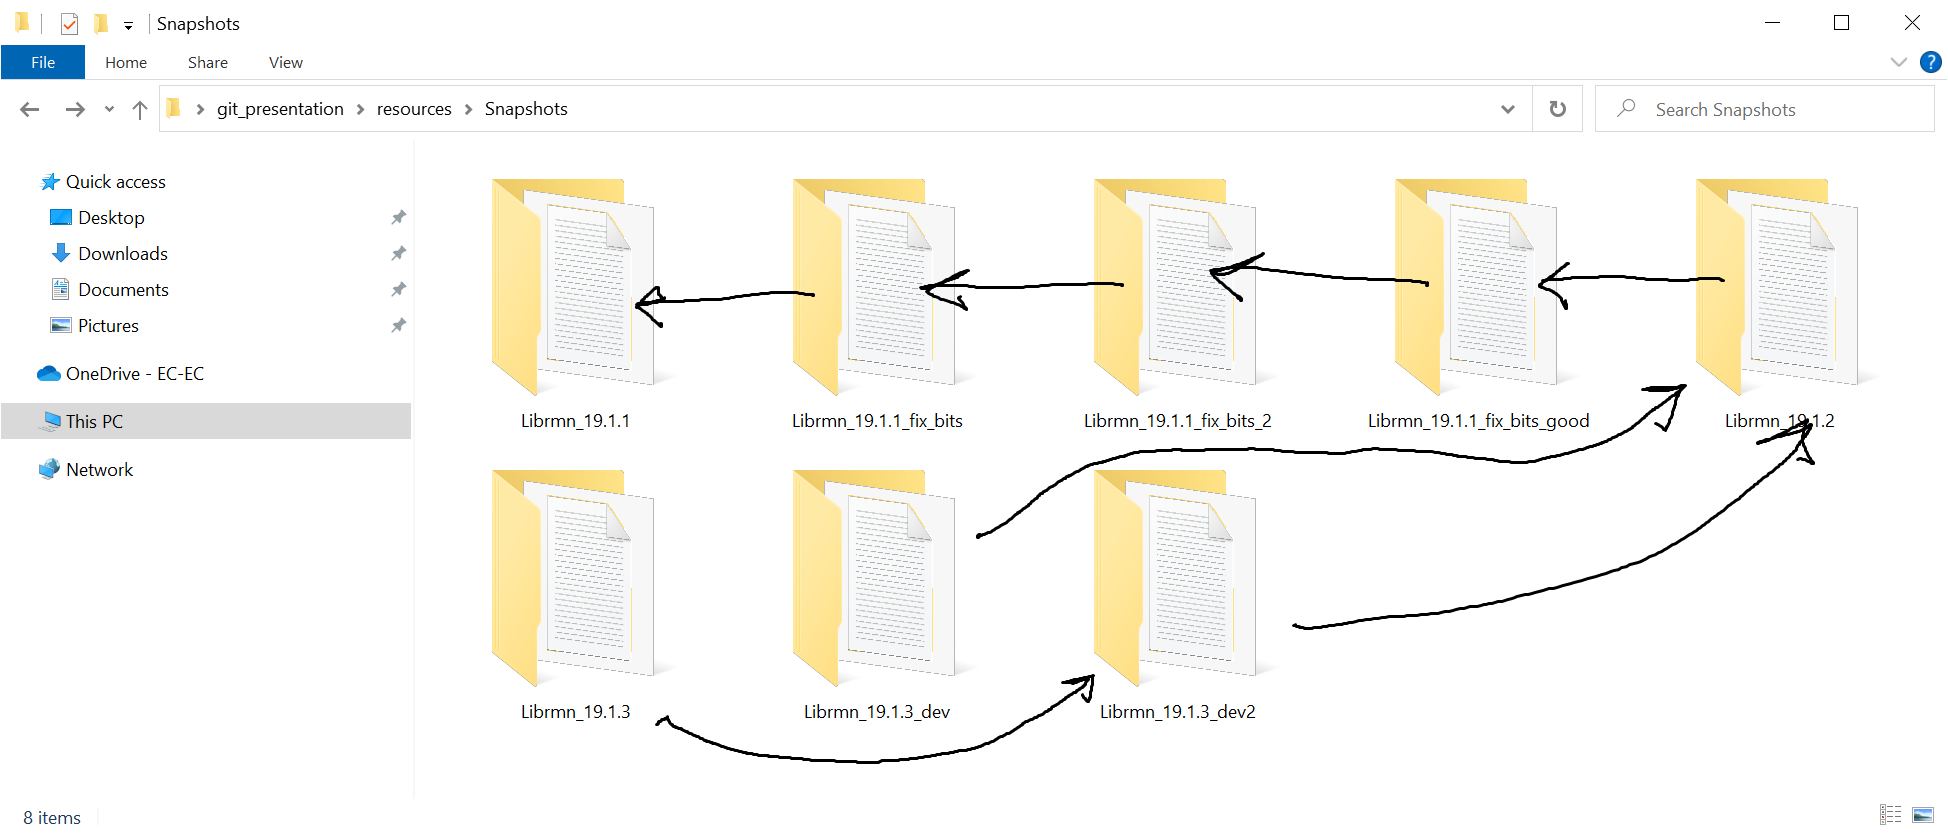 Snapshots
File Home Share View
?
git_presentation resources Snapshots
Search Snapshots
Quick access
Desktop
Downloads
Documents
Pictures
OneDrive - EC-EC
This PC
Network
Librmn_19.1.1 Librmn_19.1.1_fix_bits Librmn_19.1.1_fix_bits_2 Librmn_19.1.1_fix_bits_good Librmn_19.1.2
Librmn_19.1.3 Librmn_19.1.3_dev Librmn_19.1.3_dev2
8 items